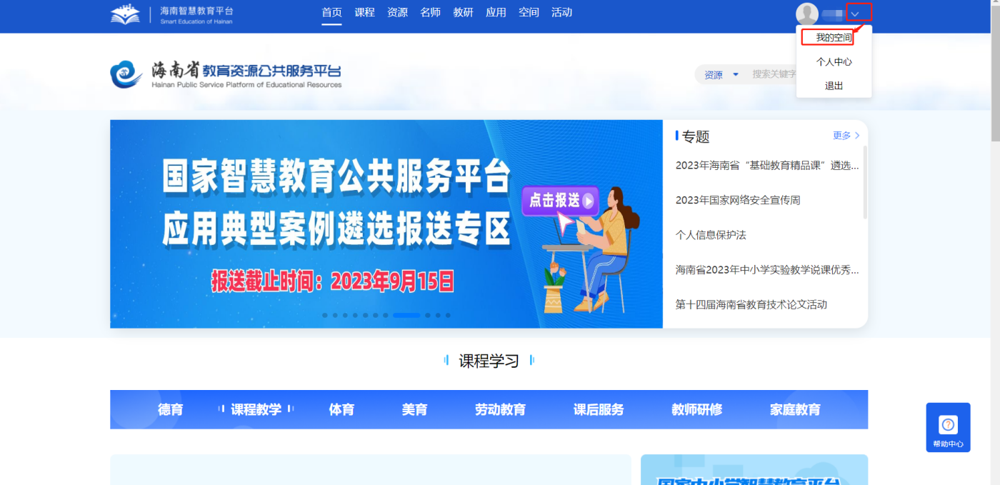 海南智慧教育平台
Smart Education of Hainan
首页 课程 资源 名师 教研 应用 空间 活动
我的空间
个人中心
退出
海南省教育资源公共服务平台
Hainan Public Service Platform of Educational Resources
资源 搜索关键字
国家智慧教育公共服务平台
应用典型案例遴选报送专区
点击报送
报送截止时间：2023年9月15日
专题 更多
2023年海南省“基础教育精品课”遴选...
2023年国家网络安全宣传周
个人信息保护法
海南省2023年中小学实验教学说课优秀...
第十四届海南省教育技术论文活动
课程学习
德育 课程教学 体育 美育 劳动教育 课后服务 教师研修 家庭教育
帮助中心
国家中小学智慧教育平台